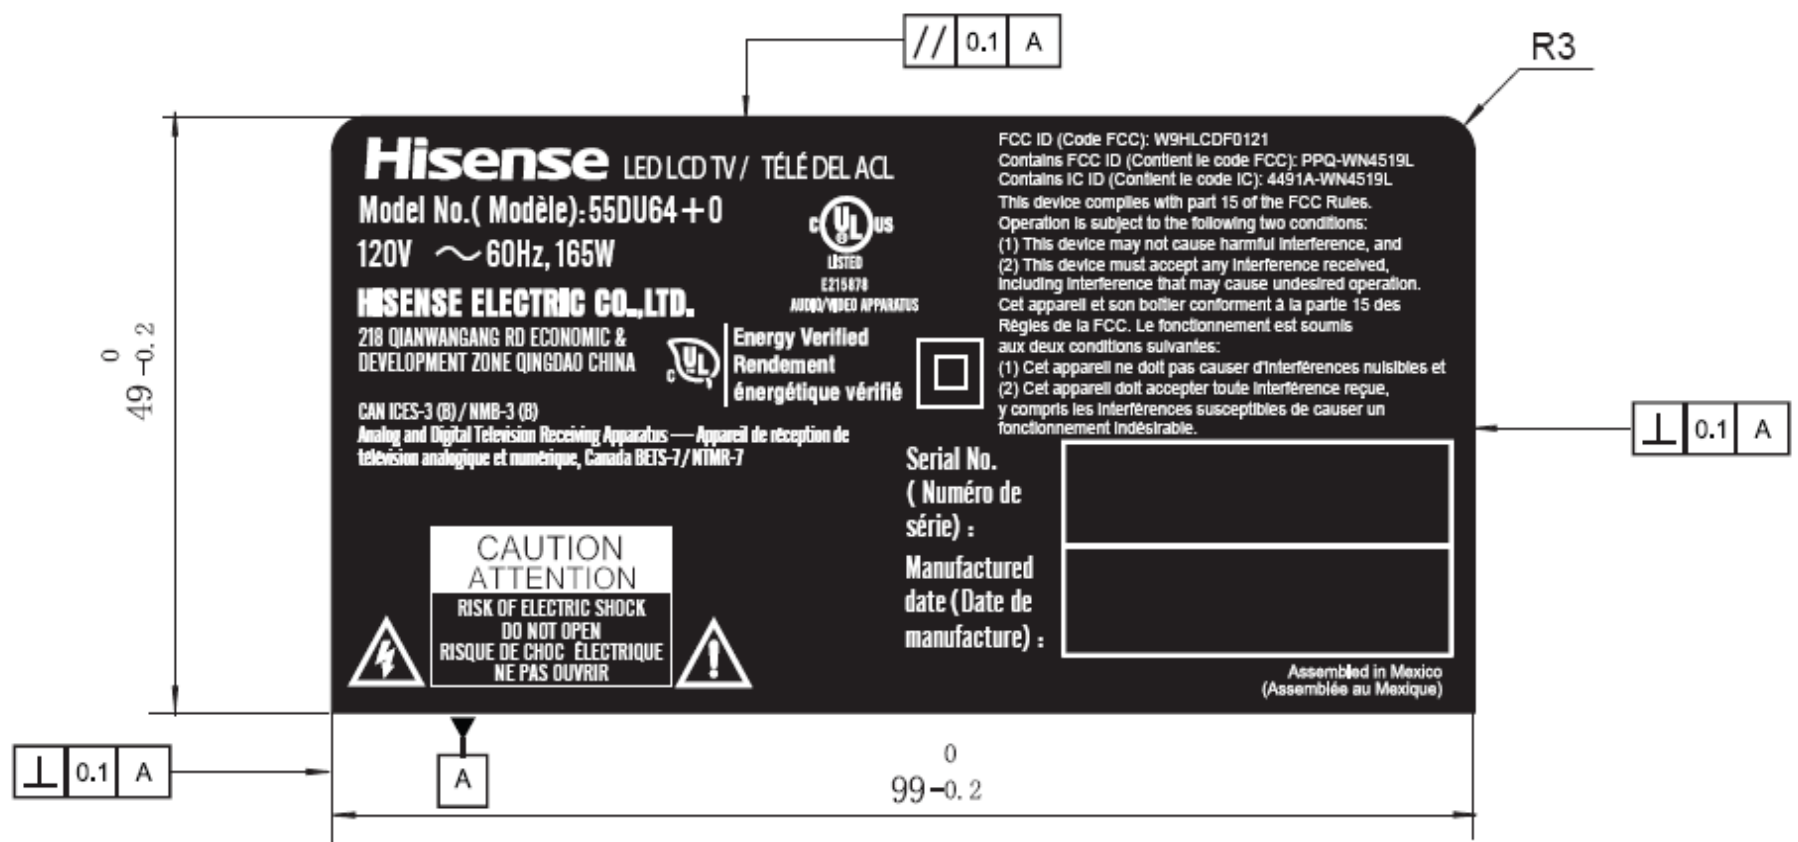 // 0.1 A
R3
Hisense LED LCD TV / TÉLÉ DEL ACL
Model No.( Modèle):55DU64+0
120V ～ 60Hz, 165W
HISENSE ELECTRIC CO.,LTD.
218 QIANWANGANG RD ECONOMIC &
DEVELOPMENT ZONE QINGDAO CHINA
CAN ICES-3 (B) / NMB-3 (B)
Analog and Digital Television Receiving Apparatus — Appareil de réception de
télévision analogique et numérique, Canada BETS-7 / NTMR-7
C UL US
®
LISTED
E215878
AUDIO/VIDEO APPARATUS
C UL
Energy Verified
Rendement
énergétique vérifié
FCC ID (Code FCC): W9HLCDF0121
Contains FCC ID (Contient le code FCC): PPQ-WN4519L
Contains IC ID (Contient le code IC): 4491A-WN4519L
This device complies with part 15 of the FCC Rules.
Operation is subject to the following two conditions:
(1) This device may not cause harmful interference, and
(2) This device must accept any interference received,
including interference that may cause undesired operation.
Cet appareil et son boîtier conforment à la partie 15 des
Règles de la FCC. Le fonctionnement est soumis
aux deux conditions suivantes:
(1) Cet appareil ne doit pas causer d'interférences nuisibles et
(2) Cet appareil doit accepter toute interférence reçue,
y compris les interférences susceptibles de causer un
fonctionnement indésirable.
Serial No.
( Numéro de
série) :
Manufactured
date (Date de
manufacture) :
CAUTION
ATTENTION
RISK OF ELECTRIC SHOCK
DO NOT OPEN
RISQUE DE CHOC ÉLECTRIQUE
NE PAS OUVRIR
Assembled in Mexico
(Assemblée au Mexique)
0
49-0.2
⊥ 0.1 A
⊥ 0.1 A
A
0
99-0.2